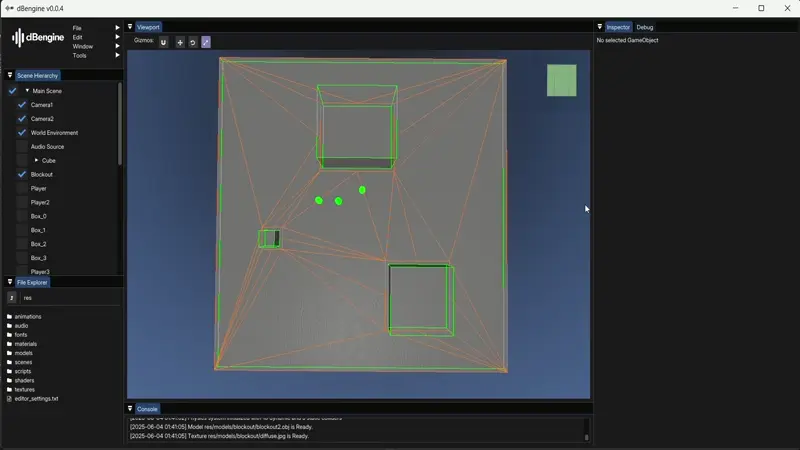 dBengine v0.0.4
dBengine
File
Edit
Window
Tools
Viewport
Gizmos:
Inspector
Debug
No selected GameObject
Scene Hierarchy
Main Scene
Camera1
Camera2
World Environment
Audio Source
Cube
Blockout
Player
Player2
Box_0
Box_1
Box_2
Box_3
Player3
File Explorer
res
animations
audio
fonts
materials
models
scenes
scripts
shaders
textures
editor_settings.txt
Console
[2025-06-04 01:41:05] Model res/models/blockout/blockout2.obj is Ready.
[2025-06-04 01:41:05] Texture res/models/blockout/diffuse.jpg is Ready.